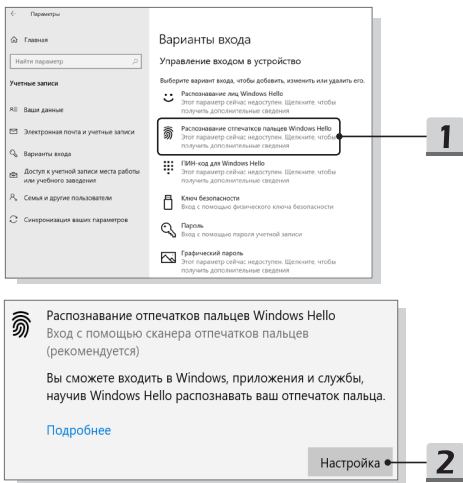 Параметры
Главная
Найти параметр
Учетные записи
Ваши данные
Электронная почта и учетные записи
Варианты входа
Доступ к учетной записи места работы
или учебного заведения
Семья и другие пользователи
Синхронизация ваших параметров
Варианты входа
Управление входом в устройство
Выберите вариант входа, чтобы добавить, изменить или удалить его.
Распознавание лиц Windows Hello
Этот параметр сейчас недоступен. Щелкните, чтобы
получить дополнительные сведения
Распознавание отпечатков пальцев Windows Hello
Этот параметр сейчас недоступен. Щелкните, чтобы
получить дополнительные сведения
1
ПИН-код для Windows Hello
Этот параметр сейчас недоступен. Щелкните, чтобы
получить дополнительные сведения
Ключ безопасности
Вход с помощью физического ключа безопасности
Пароль
Вход с помощью пароля учетной записи
Графический пароль
Этот параметр сейчас недоступен. Щелкните, чтобы
получить дополнительные сведения
Распознавание отпечатков пальцев Windows Hello
Вход с помощью сканера отпечатков пальцев
(рекомендуется)
Вы сможете входить в Windows, приложения и службы,
научив Windows Hello распознавать ваш отпечаток пальца.
Подробнее
Настройка
2